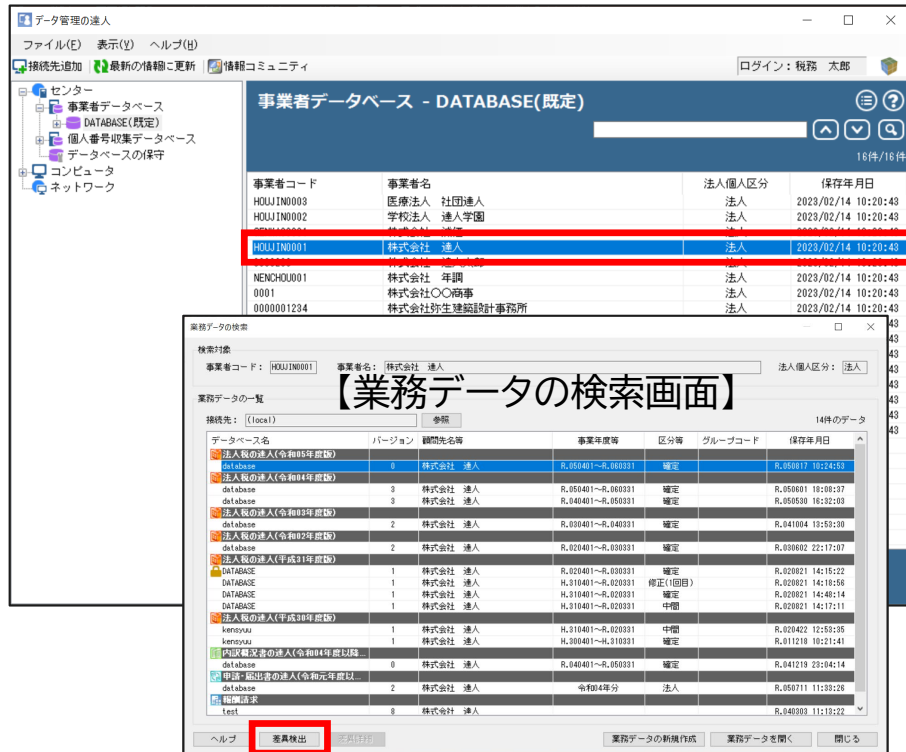 データ管理の達人
ファイル(F) 表示(V) ヘルプ(H)
接続先追加 最新の情報に更新 情報コミュニティ
ログイン：税務 太郎
センター
事業者データベース
DATABASE(既定)
個人番号収集データベース
データベースの保守
コンピュータ
ネットワーク
事業者データベース - DATABASE(既定)
16件/16件
事業者コード 事業者名 法人個人区分 保存年月日
HOUJIN0003 医療法人 社団達人 法人 2023/02/14 10:20:43
HOUJIN0002 学校法人 達人学園 法人 2023/02/14 10:20:43
HOUJIN0001 株式会社 達人 法人 2023/02/14 10:20:43
NENCHOU001 株式会社 年調 法人 2023/02/14 10:20:43
0001 株式会社〇〇商事 法人 2023/02/14 10:20:43
0000001234 株式会社弥生建築設計事務所 法人 2023/02/14 10:20:43
業務データの検索
検索対象
事業者コード： HOUJIN0001 事業者名： 株式会社 達人 法人個人区分： 法人
【業務データの検索画面】
業務データの一覧
接続先： (local) 参照 14件のデータ
データベース名 バージョン 顧問先名等 事業年度等 区分等 グループコード 保存年月日
法人税の達人(令和05年度版)
database 0 株式会社 達人 R.050401～R.060331 確定 R.050817 10:24:53
法人税の達人(令和04年度版)
database 3 株式会社 達人 R.050401～R.060331 確定 R.050601 18:08:37
database 3 株式会社 達人 R.040401～R.050331 確定 R.050530 16:32:03
法人税の達人(令和03年度版)
database 2 株式会社 達人 R.030401～R.040331 確定 R.041004 13:53:30
法人税の達人(令和02年度版)
database 2 株式会社 達人 R.020401～R.030331 確定 R.030602 22:17:07
法人税の達人(平成31年度版)
DATABASE 1 株式会社 達人 R.020401～R.030331 確定 R.020821 14:15:22
DATABASE 1 株式会社 達人 H.310401～R.020331 修正(1回目) R.020821 14:18:56
DATABASE 1 株式会社 達人 H.310401～R.020331 確定 R.020821 14:48:14
DATABASE 1 株式会社 達人 H.310401～R.020331 中間 R.020821 14:17:11
法人税の達人(平成30年度版)
kensyuu 1 株式会社 達人 H.310401～R.020331 中間 R.020422 12:53:35
kensyuu 1 株式会社 達人 H.300401～H.310331 確定 R.011218 10:21:41
内訳概況書の達人(令和04年度以降...
database 0 株式会社 達人 R.040401～R.050331 確定 R.041219 23:04:14
申請・届出書の達人(令和元年度以...
database 2 株式会社 達人 令和04年分 法人 R.050711 11:33:26
報酬請求
test 8 株式会社 達人 R.040303 11:13:22
ヘルプ 差異検出 業務データの新規作成 業務データを開く 閉じる